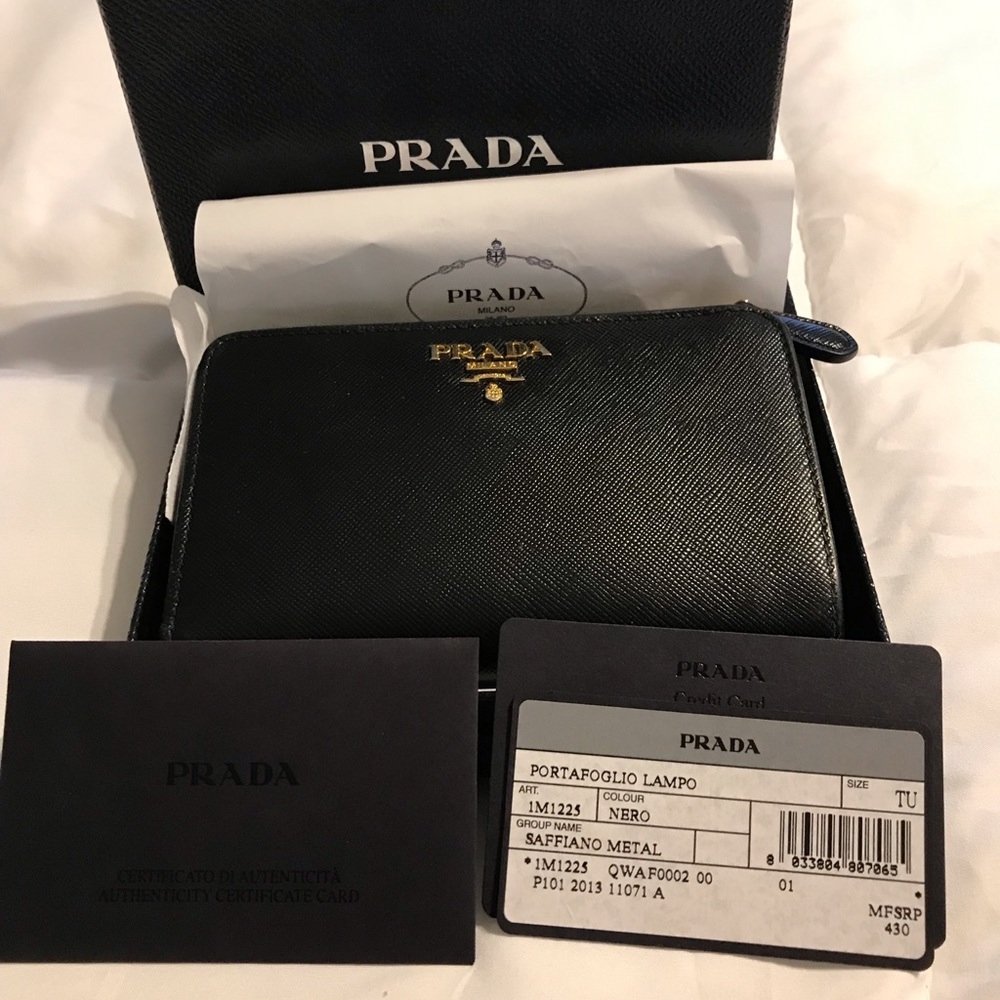 PRADA
PRADA
MILANO
PRADA
MILANO
PRADA
CERTIFICATO DI AUTENTICITÀ
AUTHENTICITY CERTIFICATE CARD
PRADA
Credit Card
PRADA
PORTAFOGLIO LAMPO
SIZE
TU
ART.
1M1225
COLOUR
NERO
GROUP NAME
SAFFIANO METAL
8 033804 807065
*1M1225 QWAF0002 00 01 *
P101 2013 11071 A
MFSRP
430